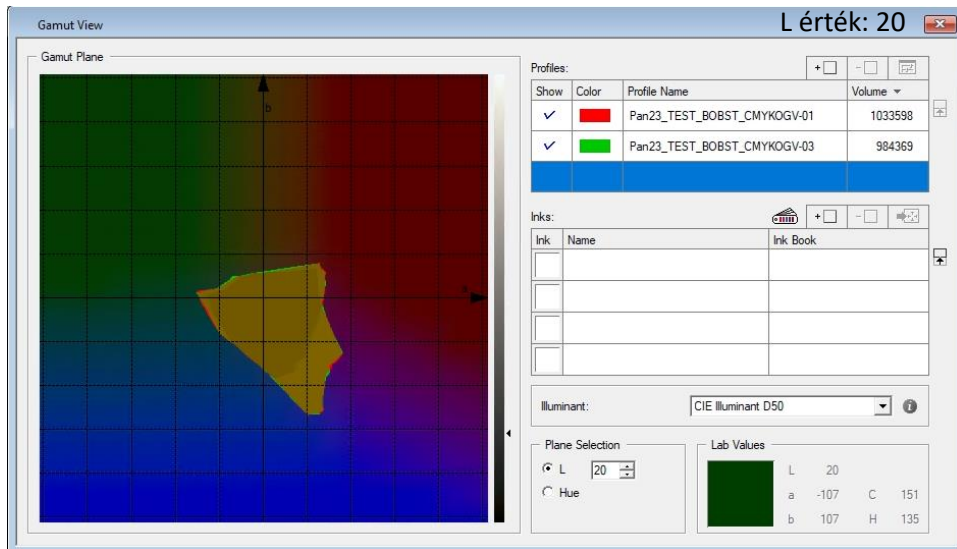 L érték: 20
Gamut View
Gamut Plane
b
a
Profiles:
Show Color Profile Name Volume
Pan23_TEST_BOBST_CMYKOGV-01 1033598
Pan23_TEST_BOBST_CMYKOGV-03 984369
Inks:
Ink Name Ink Book
Illuminant: CIE Illuminant D50
Plane Selection
L 20
Hue
Lab Values
L 20
a -107 C 151
b 107 H 135